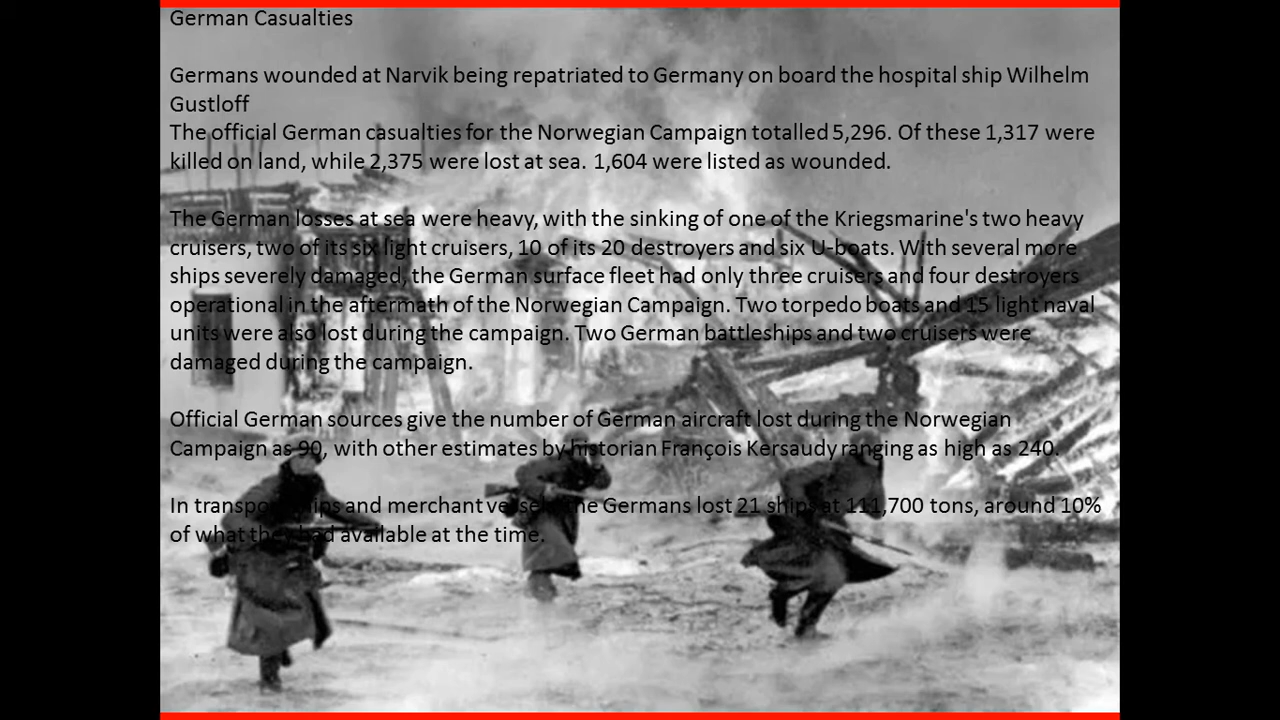 German Casualties
Germans wounded at Narvik being repatriated to Germany on board the hospital ship Wilhelm
Gustloff
The official German casualties for the Norwegian Campaign totalled 5,296. Of these 1,317 were
killed on land, while 2,375 were lost at sea. 1,604 were listed as wounded.
The German losses at sea were heavy, with the sinking of one of the Kriegsmarine's two heavy
cruisers, two of its six light cruisers, 10 of its 20 destroyers and six U-boats. With several more
ships severely damaged, the German surface fleet had only three cruisers and four destroyers
operational in the aftermath of the Norwegian Campaign. Two torpedo boats and 15 light naval
units were also lost during the campaign. Two German battleships and two cruisers were
damaged during the campaign.
Official German sources give the number of German aircraft lost during the Norwegian
Campaign as 90, with other estimates by historian François Kersaudy ranging as high as 240.
In transport ships and merchant vessels, the Germans lost 21 ships at 111,700 tons, around 10%
of what they had available at the time.